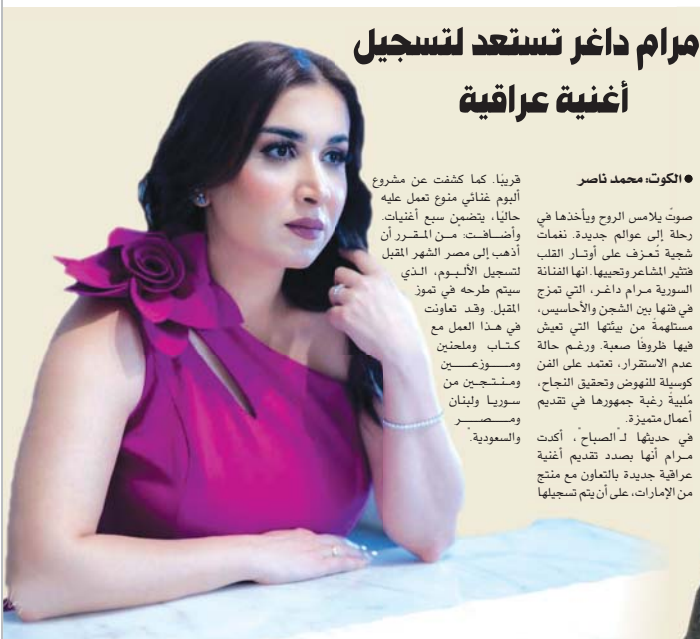 مرام داغر تستعد لتسجيل
أغنية عراقية
● الكوت: محمد ناصر
صوتٌ يلامس الروح ويأخذها في
رحلة إلى عوالم جديدة. نغماتٌ
شجية تُعزف على أوتار القلب
فتثير المشاعر وتحييها. انها الفنانة
السورية مرام داغر، التي تمزج
في فنها بين الشجن والأحاسيس،
مستلهمةً من بيئتها التي تعيش
فيها ظروفًا صعبة. ورغم حالة
عدم الاستقرار، تعتمد على الفن
كوسيلة للنهوض وتحقيق النجاح،
مُلبيةً رغبة جمهورها في تقديم
أعمال متميزة.
في حديثها لـ"الصباح"، أكدت
مرام أنها بصدد تقديم أغنية
عراقية جديدة بالتعاون مع منتج
من الإمارات، على أن يتم تسجيلها
قريبًا. كما كشفت عن مشروع
ألبوم غنائي منوع تعمل عليه
حاليًا، يتضمن سبع أغنيات.
وأضافت: "من المقرر أن
أذهب إلى مصر الشهر المقبل
لتسجيل الألبوم، الذي
سيتم طرحه في تموز
المقبل. وقد تعاونت
في هذا العمل مع
كتاب وملحنين
وموزعين
ومنتجين من
سوريا ولبنان
ومصر
والسعودية".